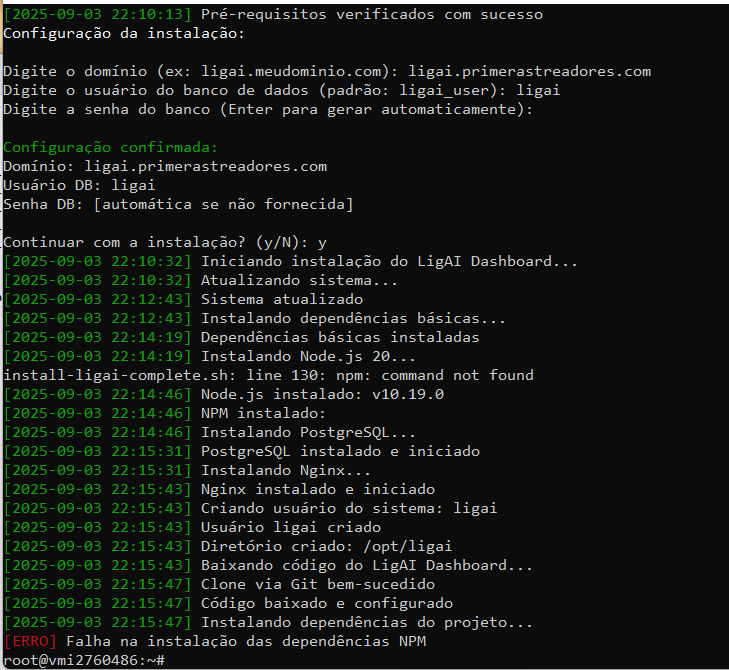 [2025-09-03 22:10:13] Pré-requisitos verificados com sucesso
Configuração da instalação:
Digite o domínio (ex: ligai.meudominio.com): ligai.primerastreadores.com
Digite o usuário do banco de dados (padrão: ligai_user): ligai
Digite a senha do banco (Enter para gerar automaticamente):
Configuração confirmada:
Domínio: ligai.primerastreadores.com
Usuário DB: ligai
Senha DB: [automática se não fornecida]
Continuar com a instalação? (y/N): y
[2025-09-03 22:10:32] Iniciando instalação do LigAI Dashboard...
[2025-09-03 22:10:32] Atualizando sistema...
[2025-09-03 22:12:43] Sistema atualizado
[2025-09-03 22:12:43] Instalando dependências básicas...
[2025-09-03 22:14:19] Dependências básicas instaladas
[2025-09-03 22:14:19] Instalando Node.js 20...
install-ligai-complete.sh: line 130: npm: command not found
[2025-09-03 22:14:46] Node.js instalado: v10.19.0
[2025-09-03 22:14:46] NPM instalado:
[2025-09-03 22:14:46] Instalando PostgreSQL...
[2025-09-03 22:15:31] PostgreSQL instalado e iniciado
[2025-09-03 22:15:31] Instalando Nginx...
[2025-09-03 22:15:43] Nginx instalado e iniciado
[2025-09-03 22:15:43] Criando usuário do sistema: ligai
[2025-09-03 22:15:43] Usuário ligai criado
[2025-09-03 22:15:43] Diretório criado: /opt/ligai
[2025-09-03 22:15:43] Baixando código do LigAI Dashboard...
[2025-09-03 22:15:47] Clone via Git bem-sucedido
[2025-09-03 22:15:47] Código baixado e configurado
[2025-09-03 22:15:47] Instalando dependências do projeto...
[ERRO] Falha na instalação das dependências NPM
root@vmi2760486:~#